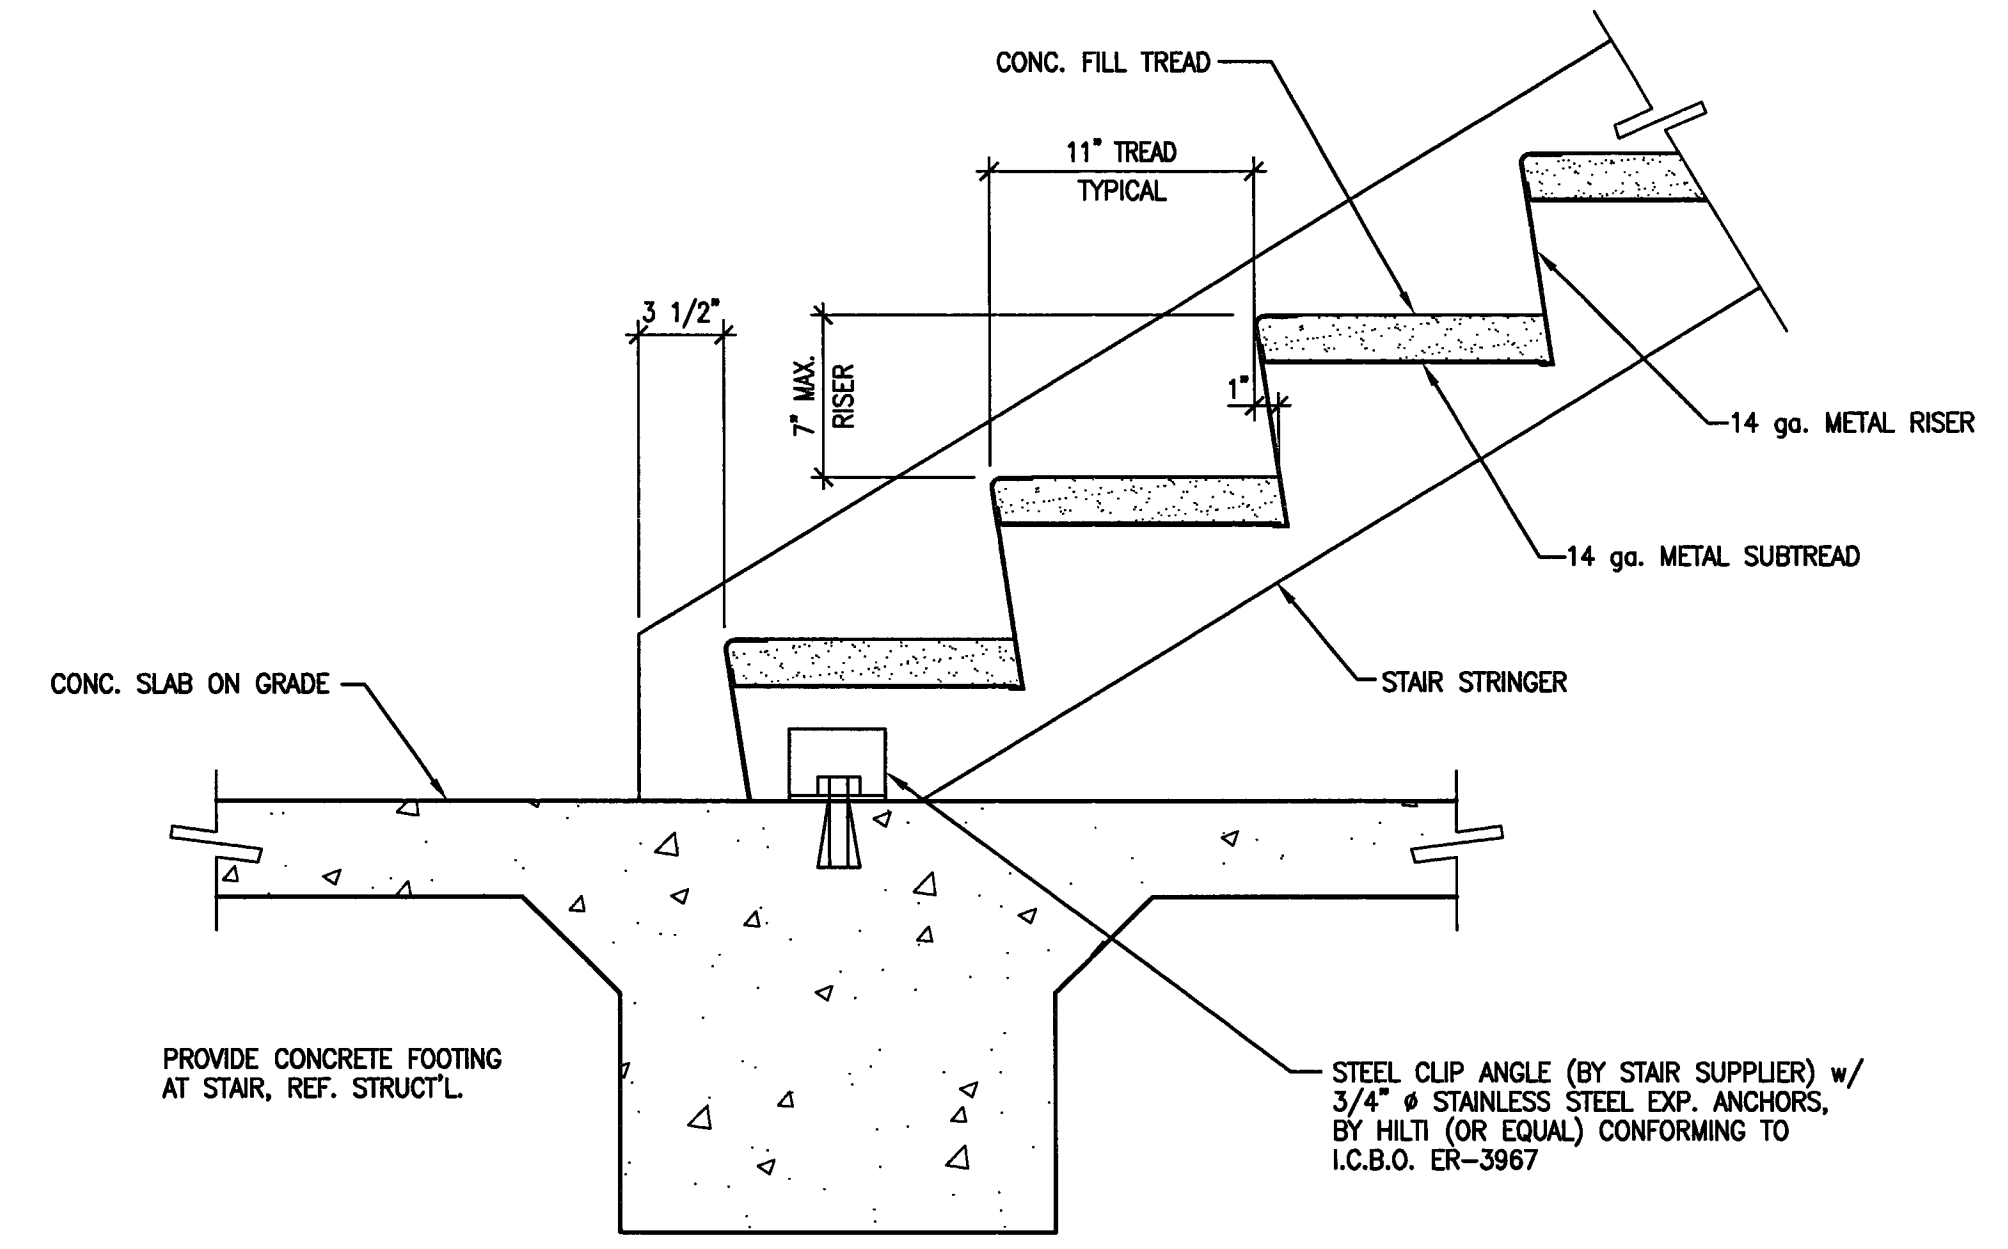 CONC. FILL TREAD
11" TREAD
TYPICAL
3 1/2"
7" MAX.
RISER
1"
14 ga. METAL RISER
14 ga. METAL SUBTREAD
STAIR STRINGER
CONC. SLAB ON GRADE
PROVIDE CONCRETE FOOTING
AT STAIR, REF. STRUCT'L.
STEEL CLIP ANGLE (BY STAIR SUPPLIER) w/
3/4" ø STAINLESS STEEL EXP. ANCHORS,
BY HILTI (OR EQUAL) CONFORMING TO
I.C.B.O. ER-3967